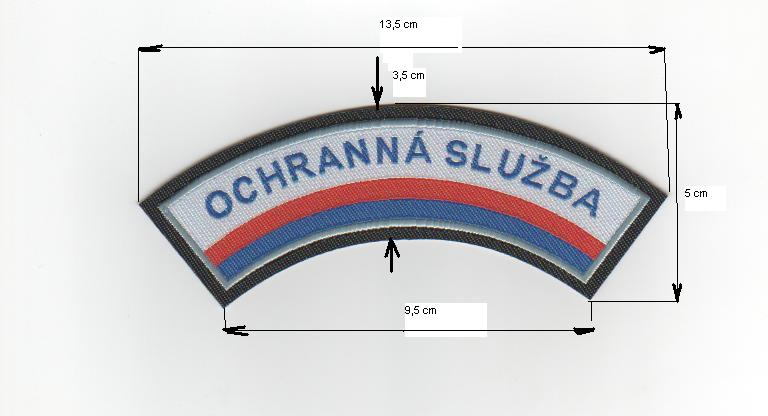 13,5 cm
3,5 cm
OCHRANNÁ SLUŽBA
5 cm
9,5 cm